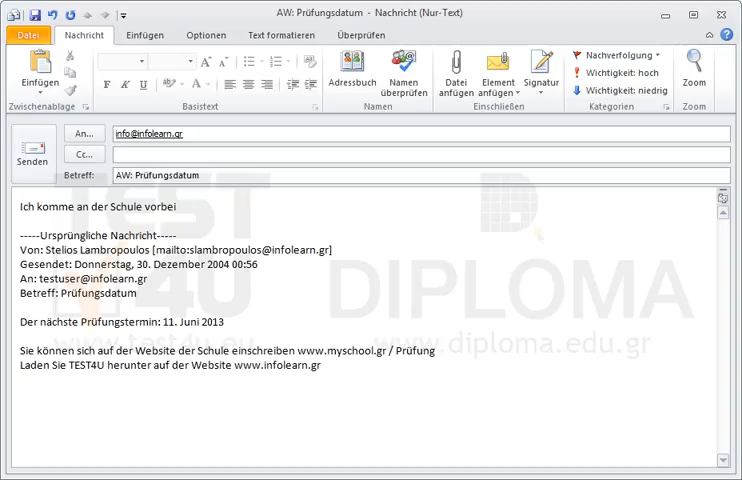 AW: Prüfungsdatum - Nachricht (Nur-Text)
Datei Nachricht Einfügen Optionen Text formatieren Überprüfen
Einfügen
Zwischenablage
F K U
Basistext
Adressbuch
Namen überprüfen
Namen
Datei anfügen
Element anfügen
Signatur
Einschließen
Nachverfolgung
Wichtigkeit: hoch
Wichtigkeit: niedrig
Kategorien
Zoom
Zoom
Senden
An... info@infolearn.gr
Cc...
Betreff: AW: Prüfungsdatum
Ich komme an der Schule vorbei
-----Ursprüngliche Nachricht-----
Von: Stelios Lambropoulos [mailto:slambropoulos@infolearn.gr]
Gesendet: Donnerstag, 30. Dezember 2004 00:56
An: testuser@infolearn.gr
Betreff: Prüfungsdatum
Der nächste Prüfungstermin: 11. Juni 2013
Sie können sich auf der Website der Schule einschreiben www.myschool.gr / Prüfung
Laden Sie TEST4U herunter auf der Website www.infolearn.gr
TEST
T4U
www.test4u.eu
DIPLOMA
www.diploma.edu.gr